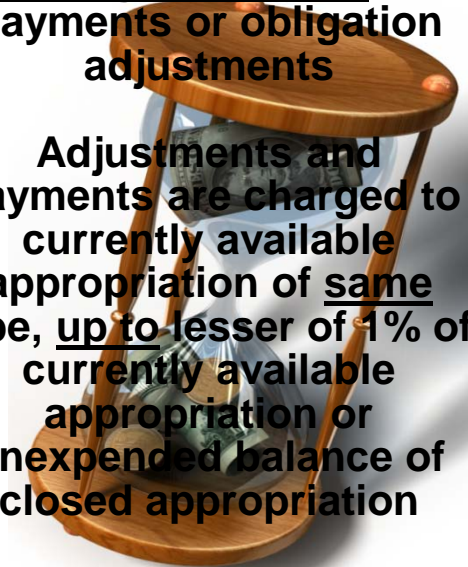 ayments or obligation
adjustments
Adjustments and
ayments are charged to
currently available
appropriation of same
pe, up to lesser of 1% of
currently available
appropriation or
nexpended balance of
closed appropriation